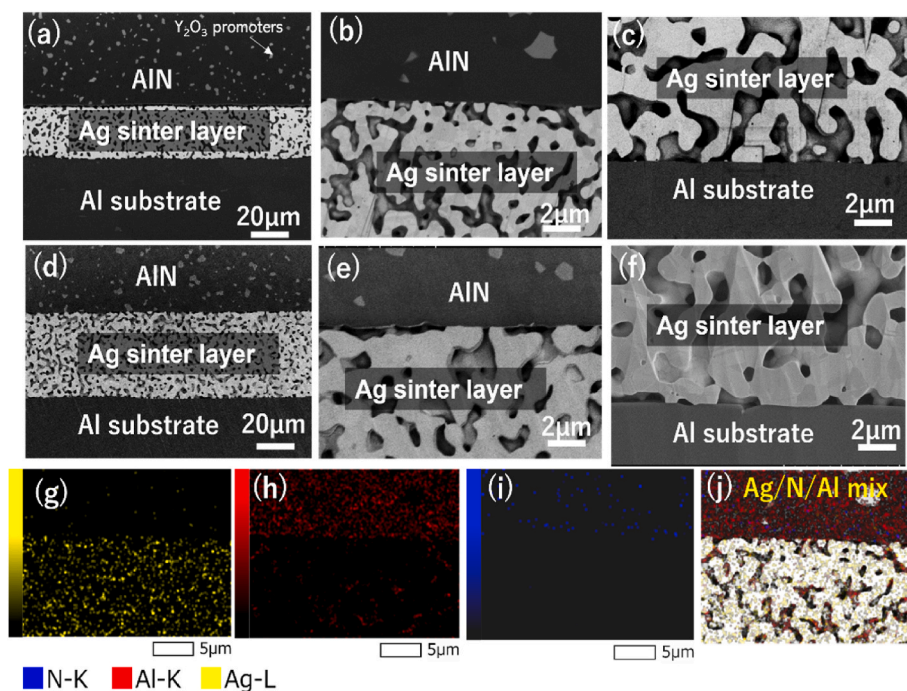 (a)
Y₂O₃ promoters
AlN
Ag sinter layer
Al substrate
20μm
(b)
AlN
Ag sinter layer
2μm
(c)
Ag sinter layer
Al substrate
2μm
(d)
AlN
Ag sinter layer
Al substrate
20μm
(e)
AlN
Ag sinter layer
2μm
(f)
Ag sinter layer
Al substrate
2μm
(g)
5μm
(h)
5μm
(i)
5μm
(j) Ag/N/Al mix
N-K Al-K Ag-L